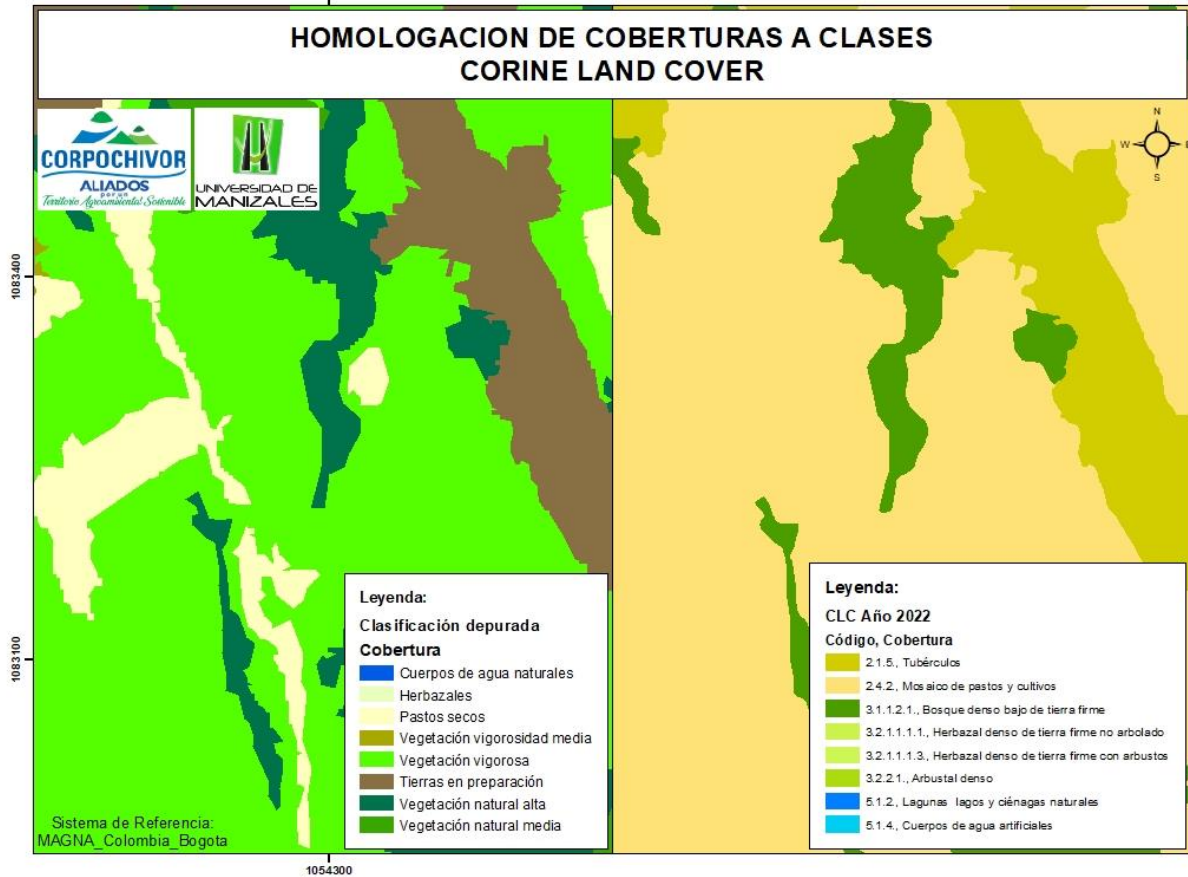 HOMOLOGACION DE COBERTURAS A CLASES
CORINE LAND COVER
CORPOCHIVOR
ALIADOS
por un
Territorio Agroambiental Sostenible
UNIVERSIDAD DE
MANIZALES
N
W
E
S
1083400
1083100
1054300
Sistema de Referencia:
MAGNA_Colombia_Bogota
Leyenda:
Clasificación depurada
Cobertura
Cuerpos de agua naturales
Herbazales
Pastos secos
Vegetación vigorosidad media
Vegetación vigorosa
Tierras en preparación
Vegetación natural alta
Vegetación natural media
Leyenda:
CLC Año 2022
Código, Cobertura
2.1.5., Tubérculos
2.4.2., Mosaico de pastos y cultivos
3.1.1.2.1., Bosque denso bajo de tierra firme
3.2.1.1.1.1., Herbazal denso de tierra firme no arbolado
3.2.1.1.1.3., Herbazal denso de tierra firme con arbustos
3.2.2.1., Arbustal denso
5.1.2., Lagunas lagos y ciénagas naturales
5.1.4., Cuerpos de agua artificiales